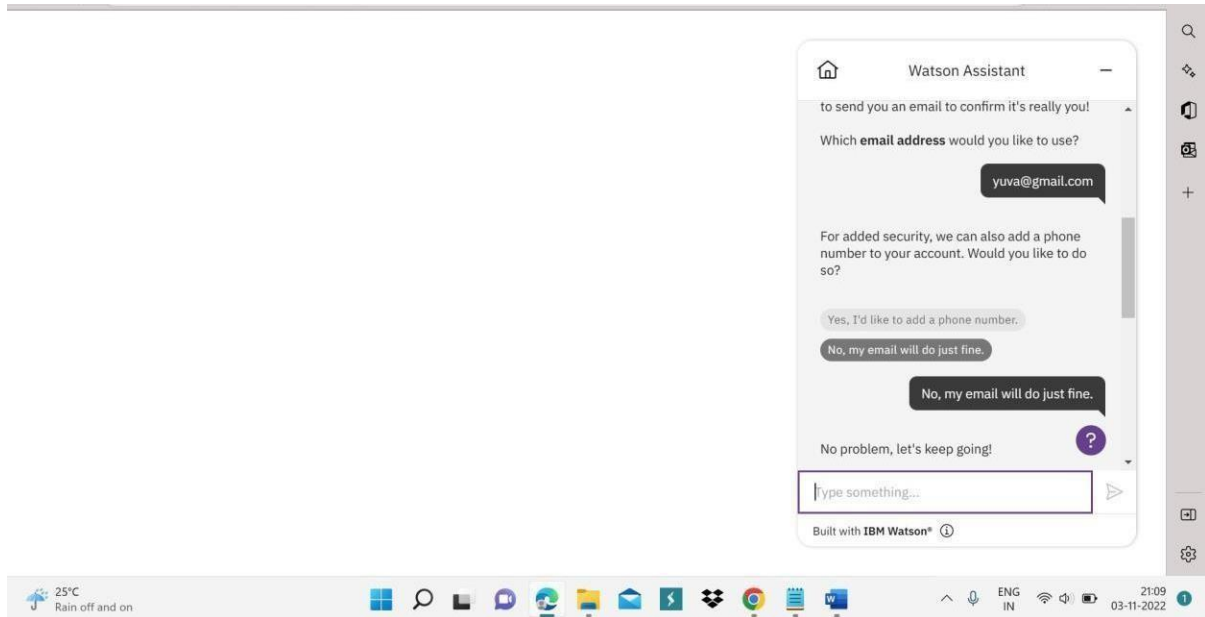 Watson Assistant
to send you an email to confirm it's really you!
Which email address would you like to use?
yuva@gmail.com
For added security, we can also add a phone
number to your account. Would you like to do
so?
Yes, I'd like to add a phone number.
No, my email will do just fine.
No, my email will do just fine.
?
No problem, let's keep going!
Type something...
Built with IBM Watson®
25°C
Rain off and on
ENG
IN
21:09
03-11-2022
1